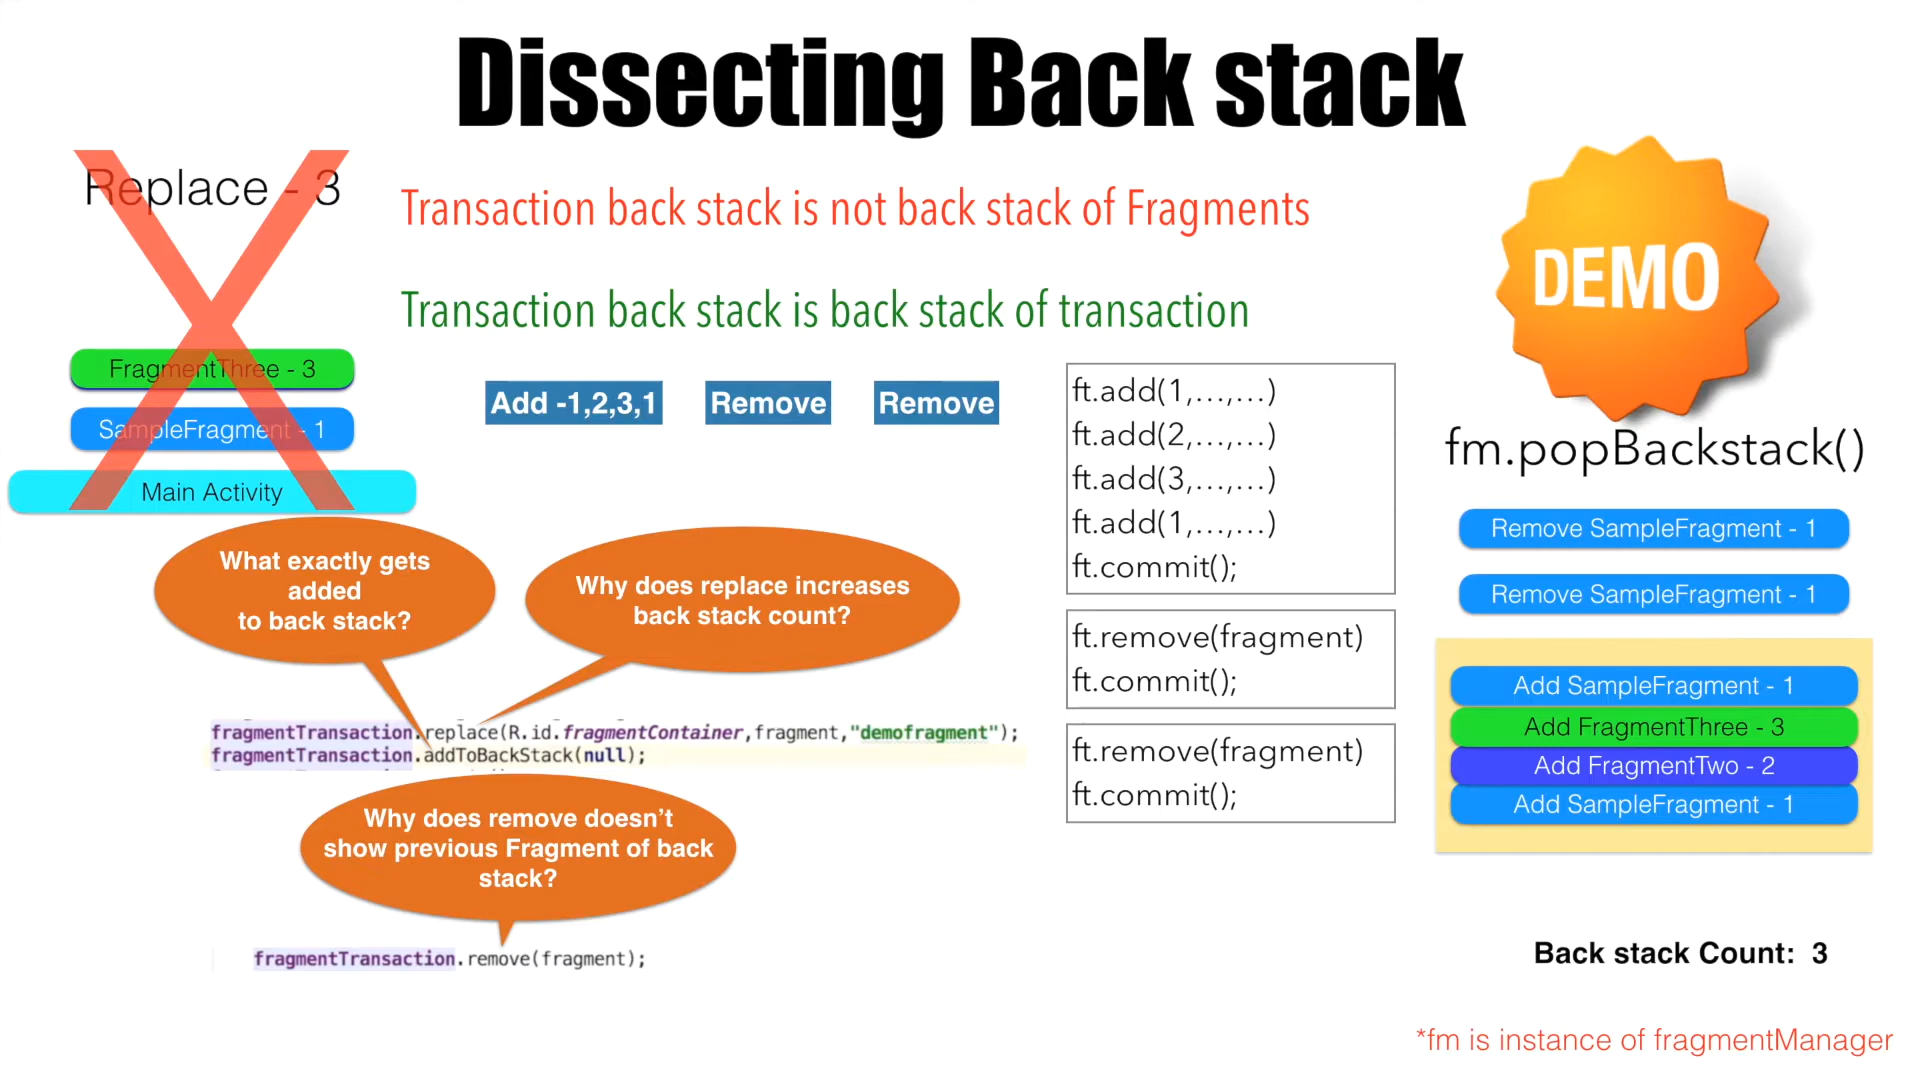 Dissecting Back stack
Replace - 3
FragmentThree - 3
SampleFragment - 1
Main Activity
Transaction back stack is not back stack of Fragments
Transaction back stack is back stack of transaction
Add -1,2,3,1
Remove
Remove
What exactly gets
added
to back stack?
Why does replace increases
back stack count?
fragmentTransaction.replace(R.id.fragmentContainer,fragment,"demofragment");
fragmentTransaction.addToBackStack(null);
Why does remove doesn't
show previous Fragment of back
stack?
fragmentTransaction.remove(fragment);
ft.add(1,...,...)
ft.add(2,...,...)
ft.add(3,...,...)
ft.add(1,...,...)
ft.commit();
ft.remove(fragment)
ft.commit();
ft.remove(fragment)
ft.commit();
DEMO
fm.popBackstack()
Remove SampleFragment - 1
Remove SampleFragment - 1
Add SampleFragment - 1
Add FragmentThree - 3
Add FragmentTwo - 2
Add SampleFragment - 1
Back stack Count: 3
*fm is instance of fragmentManager